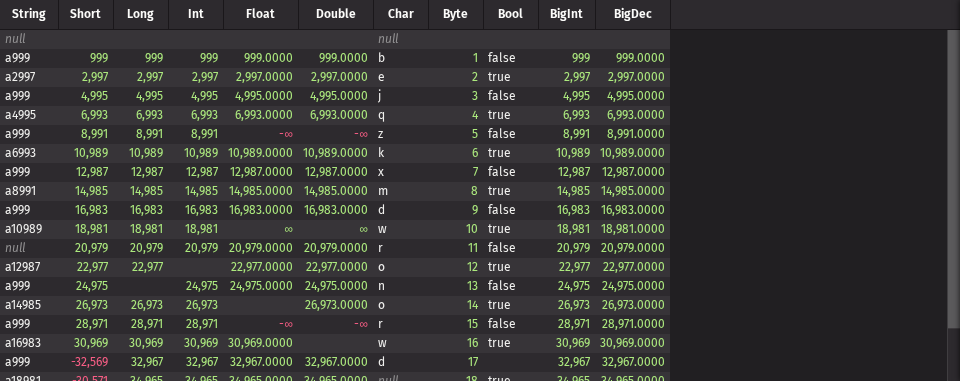 String Short Long Int Float Double Char Byte Bool BigInt BigDec
null null
a999 999 999 999 999.0000 999.0000 b 1 false 999 999.0000
a2997 2,997 2,997 2,997 2,997.0000 2,997.0000 e 2 true 2,997 2,997.0000
a999 4,995 4,995 4,995 4,995.0000 4,995.0000 j 3 false 4,995 4,995.0000
a4995 6,993 6,993 6,993 6,993.0000 6,993.0000 q 4 true 6,993 6,993.0000
a999 8,991 8,991 8,991 -∞ -∞ z 5 false 8,991 8,991.0000
a6993 10,989 10,989 10,989 10,989.0000 10,989.0000 k 6 true 10,989 10,989.0000
a999 12,987 12,987 12,987 12,987.0000 12,987.0000 x 7 false 12,987 12,987.0000
a8991 14,985 14,985 14,985 14,985.0000 14,985.0000 m 8 true 14,985 14,985.0000
a999 16,983 16,983 16,983 16,983.0000 16,983.0000 d 9 false 16,983 16,983.0000
a10989 18,981 18,981 18,981 ∞ ∞ w 10 true 18,981 18,981.0000
null 20,979 20,979 20,979 20,979.0000 20,979.0000 r 11 false 20,979 20,979.0000
a12987 22,977 22,977 22,977.0000 22,977.0000 o 12 true 22,977 22,977.0000
a999 24,975 24,975 24,975.0000 24,975.0000 n 13 false 24,975 24,975.0000
a14985 26,973 26,973 26,973 26,973.0000 o 14 true 26,973 26,973.0000
a999 28,971 28,971 28,971 -∞ -∞ r 15 false 28,971 28,971.0000
a16983 30,969 30,969 30,969 30,969.0000 w 16 true 30,969 30,969.0000
a999 -32,569 32,967 32,967 32,967.0000 32,967.0000 d 17 32,967 32,967.0000
a18981 -30,571 34,965 34,965 34,965.0000 34,965.0000 null 18 true 34,965 34,965.0000